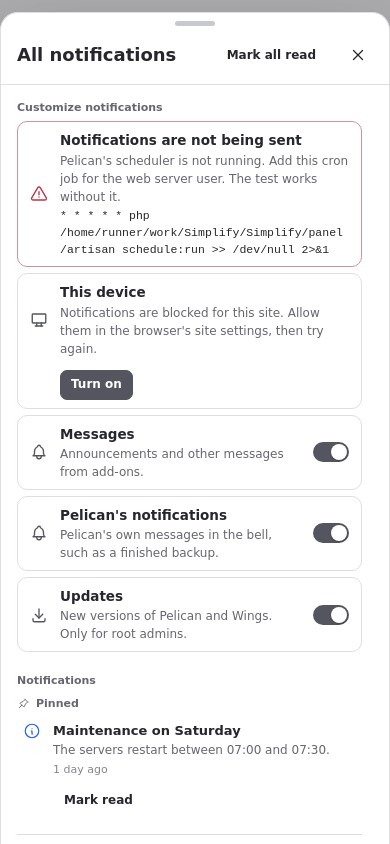 All notifications
Mark all read
Customize notifications
Notifications are not being sent
Pelican's scheduler is not running. Add this cron
job for the web server user. The test works
without it.
* * * * * php
/home/runner/work/Simplify/Simplify/panel
/artisan schedule:run >> /dev/null 2>&1
This device
Notifications are blocked for this site. Allow
them in the browser's site settings, then try
again.
Turn on
Messages
Announcements and other messages
from add-ons.
Pelican's notifications
Pelican's own messages in the bell,
such as a finished backup.
Updates
New versions of Pelican and Wings.
Only for root admins.
Notifications
Pinned
Maintenance on Saturday
The servers restart between 07:00 and 07:30.
1 day ago
Mark read